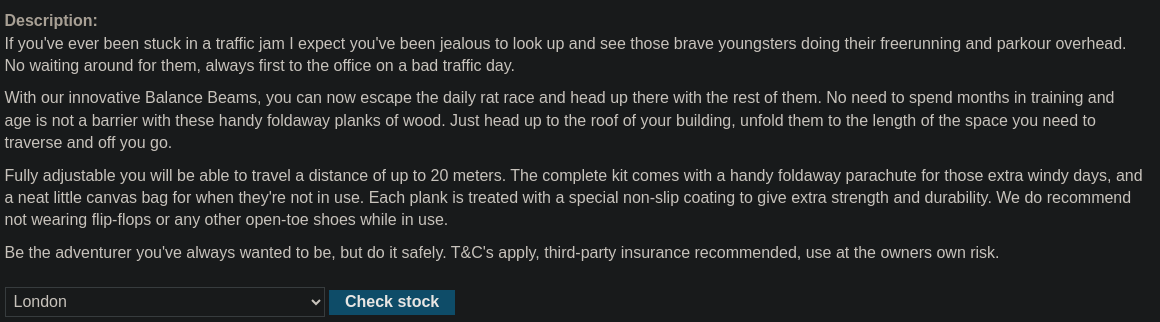 Description:
If you've ever been stuck in a traffic jam I expect you've been jealous to look up and see those brave youngsters doing their freerunning and parkour overhead.
No waiting around for them, always first to the office on a bad traffic day.
With our innovative Balance Beams, you can now escape the daily rat race and head up there with the rest of them. No need to spend months in training and
age is not a barrier with these handy foldaway planks of wood. Just head up to the roof of your building, unfold them to the length of the space you need to
traverse and off you go.
Fully adjustable you will be able to travel a distance of up to 20 meters. The complete kit comes with a handy foldaway parachute for those extra windy days, and
a neat little canvas bag for when they're not in use. Each plank is treated with a special non-slip coating to give extra strength and durability. We do recommend
not wearing flip-flops or any other open-toe shoes while in use.
Be the adventurer you've always wanted to be, but do it safely. T&C's apply, third-party insurance recommended, use at the owners own risk.
London
Check stock